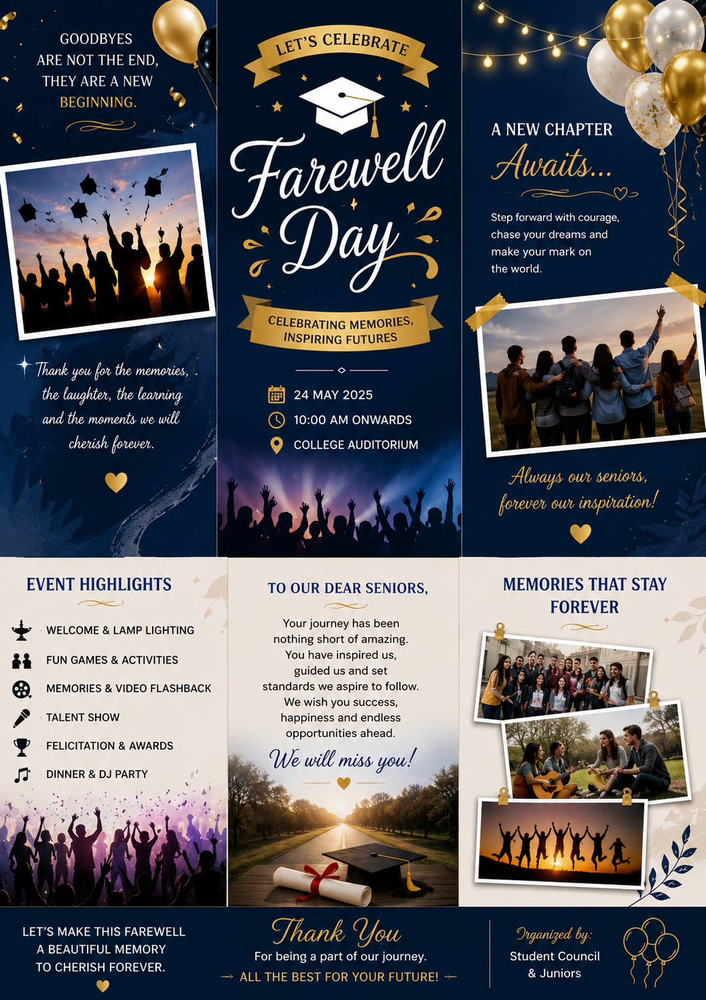 GOODBYES
ARE NOT THE END,
THEY ARE A NEW
BEGINNING.
Thank you for the memories,
the laughter, the learning
and the moments we will
cherish forever.
LET'S CELEBRATE
Farewell
Day
CELEBRATING MEMORIES,
INSPIRING FUTURES
24 MAY 2025
10:00 AM ONWARDS
COLLEGE AUDITORIUM
A NEW CHAPTER
Awaits...
Step forward with courage,
chase your dreams and
make your mark on
the world.
Always our seniors,
forever our inspiration!
EVENT HIGHLIGHTS
WELCOME & LAMP LIGHTING
FUN GAMES & ACTIVITIES
MEMORIES & VIDEO FLASHBACK
TALENT SHOW
FELICITATION & AWARDS
DINNER & DJ PARTY
TO OUR DEAR SENIORS,
Your journey has been
nothing short of amazing.
You have inspired us,
guided us and set
standards we aspire to follow.
We wish you success,
happiness and endless
opportunities ahead.
We will miss you!
MEMORIES THAT STAY
FOREVER
LET'S MAKE THIS FAREWELL
A BEAUTIFUL MEMORY
TO CHERISH FOREVER.
Thank You
For being a part of our journey.
ALL THE BEST FOR YOUR FUTURE!
Organized by:
Student Council
& Juniors